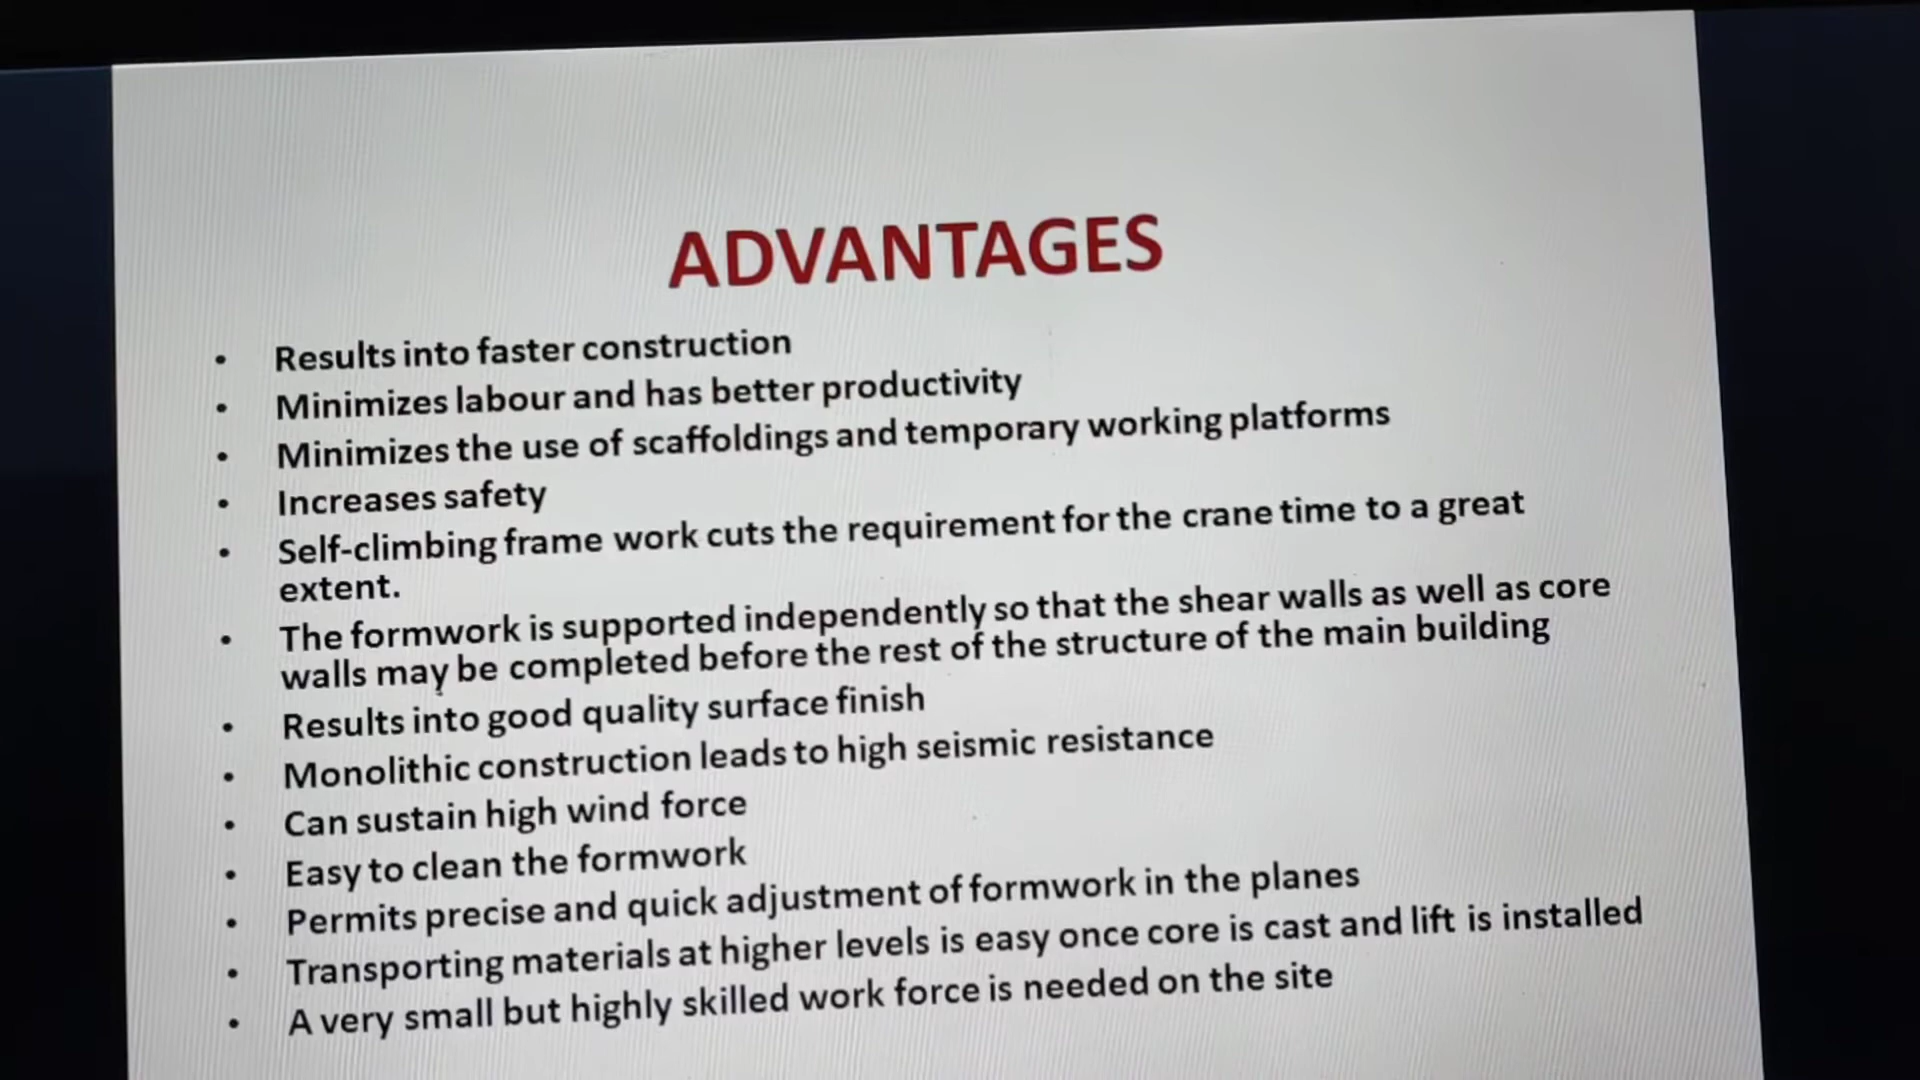 ADVANTAGES
• Results into faster construction
• Minimizes labour and has better productivity
• Minimizes the use of scaffoldings and temporary working platforms
• Increases safety
• Self-climbing frame work cuts the requirement for the crane time to a great
extent.
• The formwork is supported independently so that the shear walls as well as core
walls may be completed before the rest of the structure of the main building
• Results into good quality surface finish
• Monolithic construction leads to high seismic resistance
• Can sustain high wind force
• Easy to clean the formwork
• Permits precise and quick adjustment of formwork in the planes
• Transporting materials at higher levels is easy once core is cast and lift is installed
• A very small but highly skilled work force is needed on the site